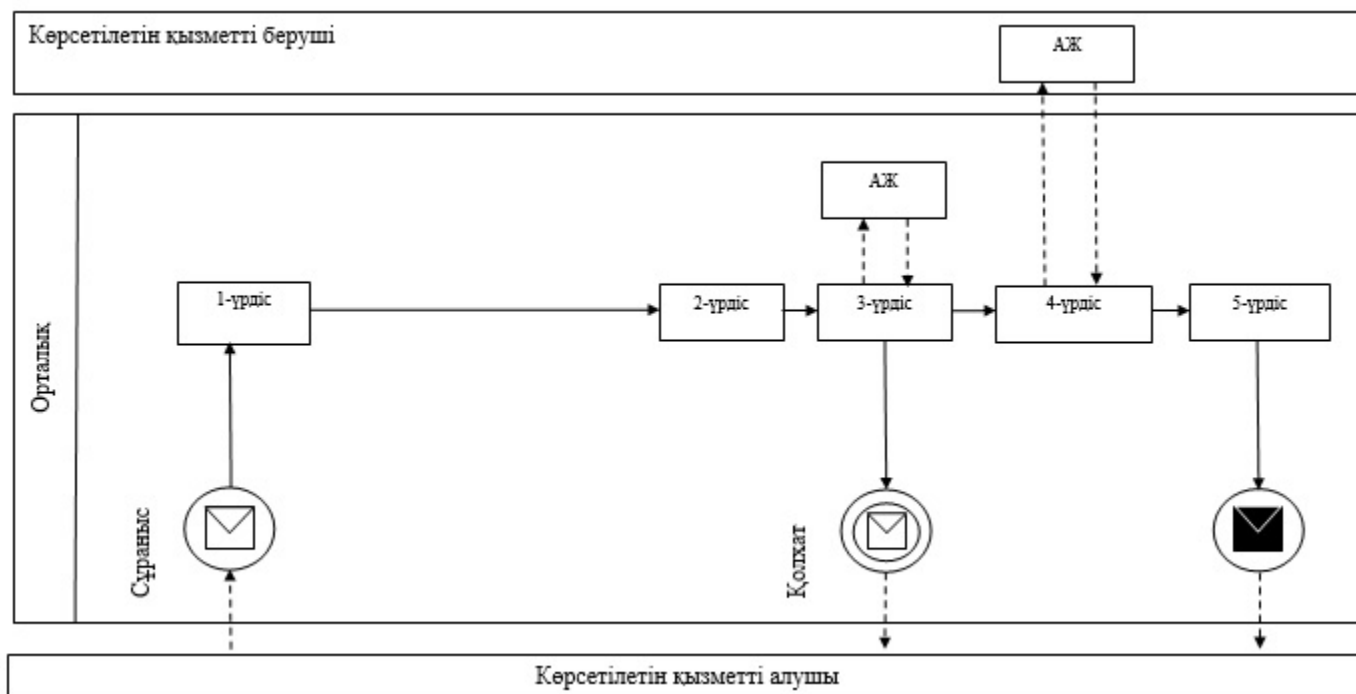 Көрсетілетін қызметті беруші
АЖ
Орталық
АЖ
1-үрдіс
2-үрдіс
3-үрдіс
4-үрдіс
5-үрдіс
Сұраныс
Қолхат
Көрсетілетін қызметті алушы